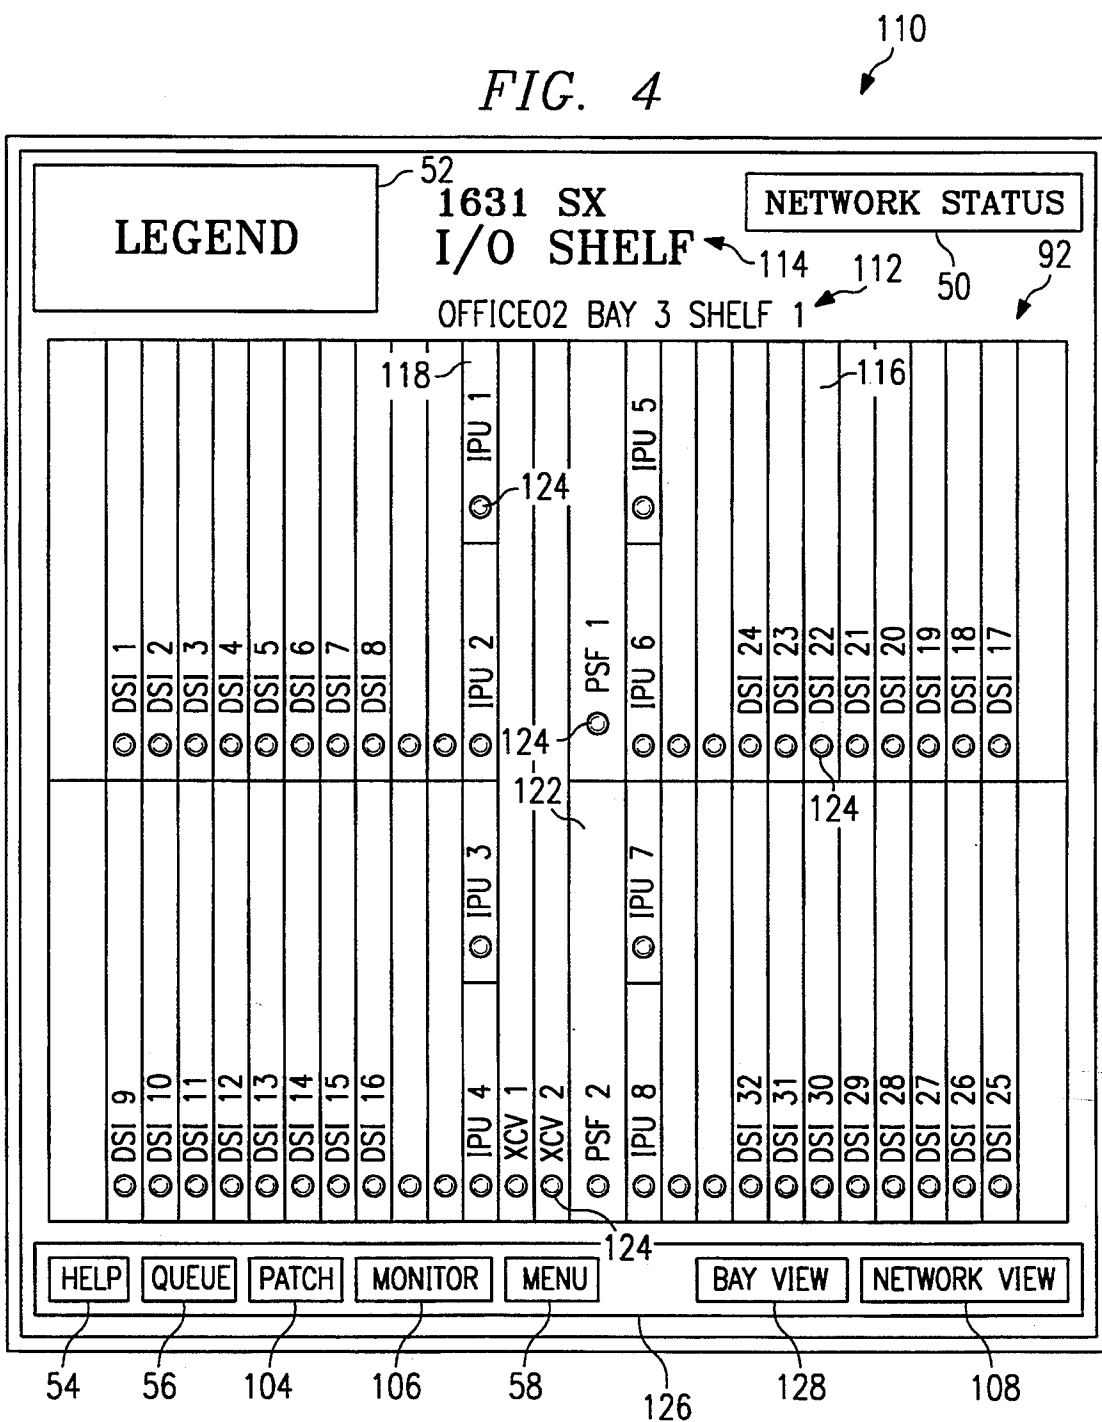 110
FIG. 4
52
LEGEND
1631 SX
I/O SHELF
114
NETWORK STATUS
50
92
OFFICE02 BAY 3 SHELF 1
112
118
116
IPU 1
IPU 5
124
DSI 1
DSI 2
DSI 3
DSI 4
DSI 5
DSI 6
DSI 7
DSI 8
IPU 2
PSF 1
IPU 6
DSI 24
DSI 23
DSI 22
DSI 21
DSI 20
DSI 19
DSI 18
DSI 17
124
122
124
IPU 3
IPU 7
DSI 9
DSI 10
DSI 11
DSI 12
DSI 13
DSI 14
DSI 15
DSI 16
IPU 4
XCV 1
XCV 2
PSF 2
IPU 8
DSI 32
DSI 31
DSI 30
DSI 29
DSI 28
DSI 27
DSI 26
DSI 25
124
HELP QUEUE PATCH MONITOR MENU BAY VIEW NETWORK VIEW
54 56 104 106 58 126 128 108